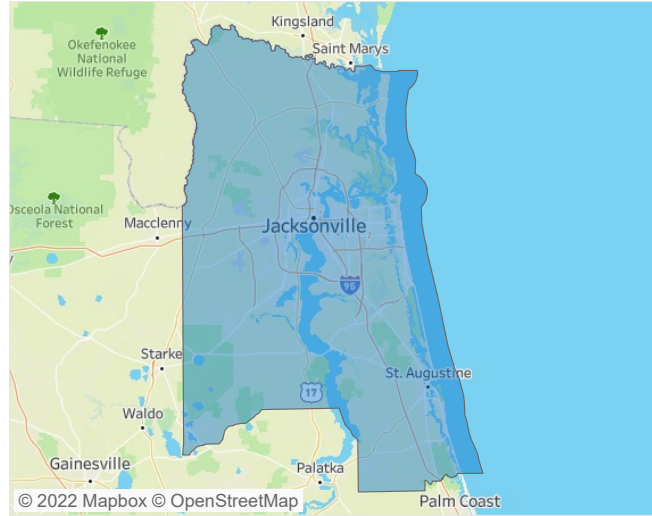 Kingsland
Okefenokee
National
Wildlife Refuge
Saint Marys
Osceola National
Forest
Macclenny
Jacksonville
95
Starke
St. Augustine
17
Waldo
Gainesville
Palatka
Palm Coast
© 2022 Mapbox © OpenStreetMap